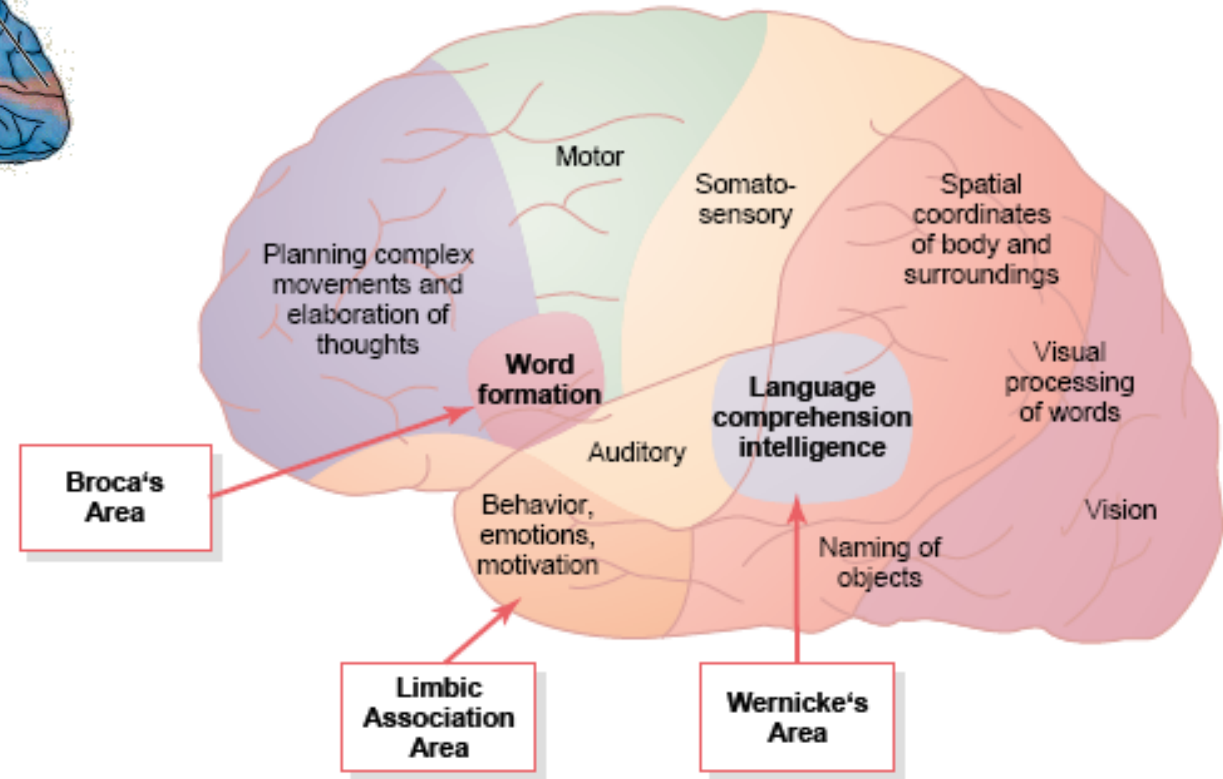 Motor
Somato-
sensory
Spatial
coordinates
of body and
surroundings
Planning complex
movements and
elaboration of
thoughts
Word
formation
Language
comprehension
intelligence
Visual
processing
of words
Auditory
Broca‘s
Area
Behavior,
emotions,
motivation
Vision
Naming of
objects
Limbic
Association
Area
Wernicke‘s
Area